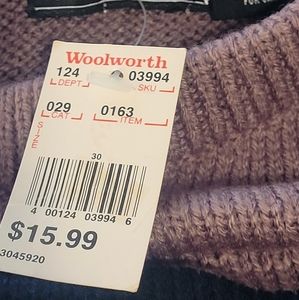 Woolworth
124 03994
DEPT. SKU
029 0163
CAT ITEM
SIZE
30
4 00124 03994 6
$15.99
3045920